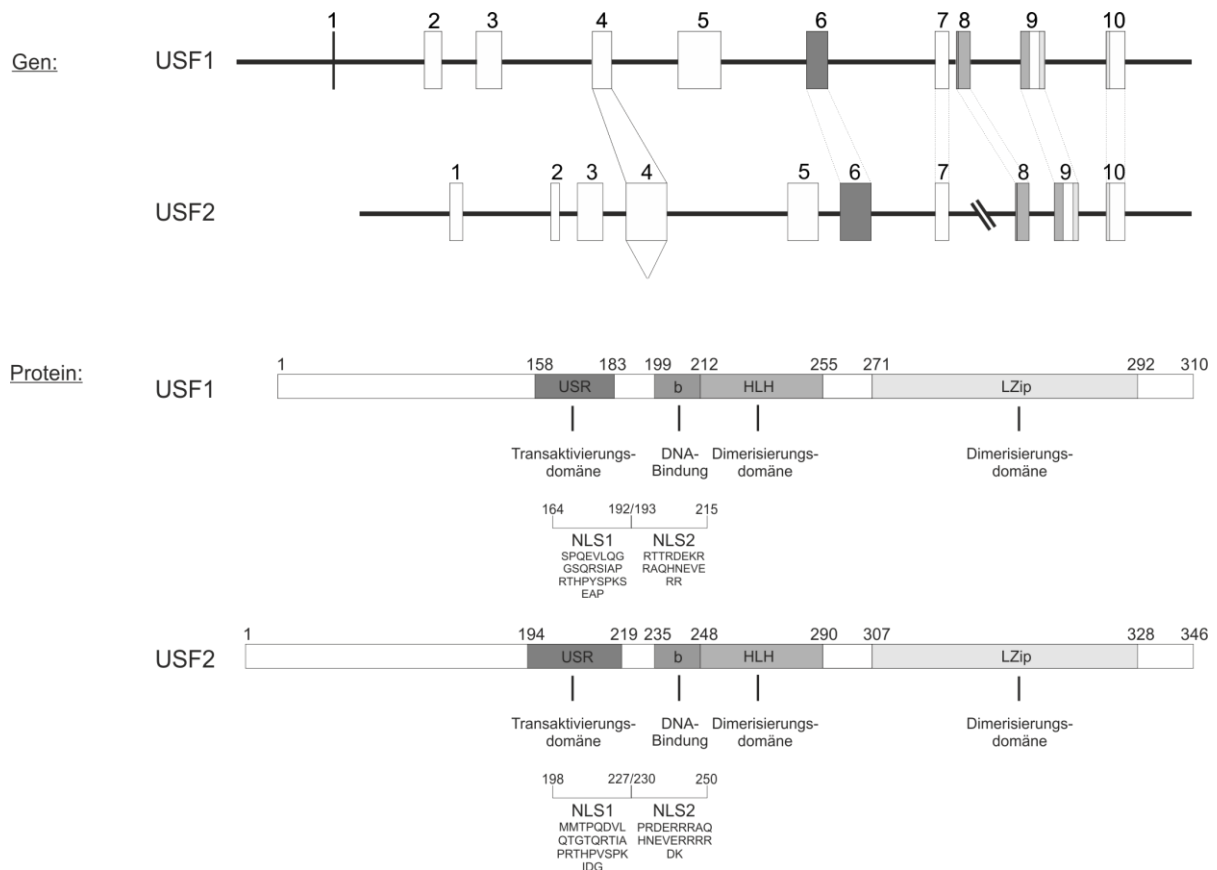 1 2 3 4 5 6 7 8 9 10
Gen: USF1
1 2 3 4 5 6 7 8 9 10
USF2
Protein:
1 158 183 199 212 255 271 292 310
USF1 USR b HLH LZip
Transaktivierungs- DNA- Dimerisierungs- Dimerisierungs-
domäne Bindung domäne domäne
164 192/193 215
NLS1 NLS2
SPQEVLQG RTTRDEKR
GSQRSIAP RAQHNEVE
RTHPYSPKS RR
EAP
1 194 219 235 248 290 307 328 346
USF2 USR b HLH LZip
Transaktivierungs- DNA- Dimerisierungs- Dimerisierungs-
domäne Bindung domäne domäne
198 227/230 250
NLS1 NLS2
MMTPQDVL PRDERRRAQ
QTGTQRTIA HNEVERRRR
PRTHPVSPK DK
IDG